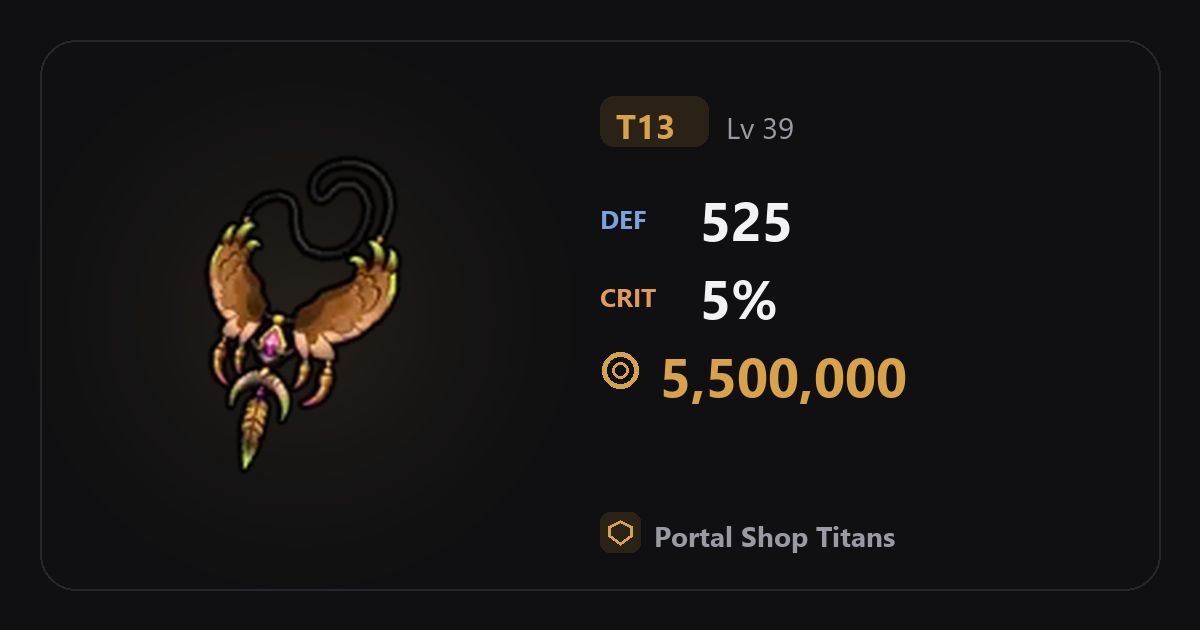 T13 Lv 39
DEF 525
CRIT 5%
5,500,000
Portal Shop Titans